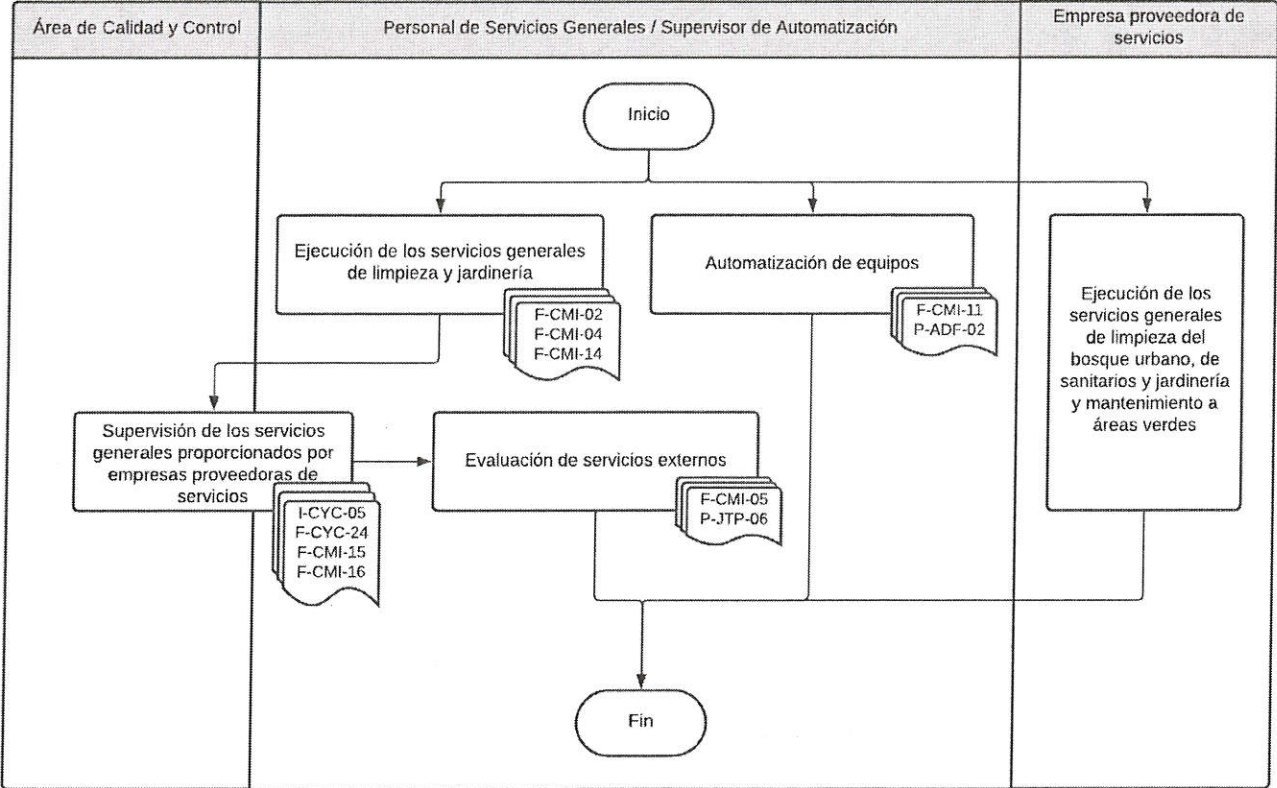 Área de Calidad y Control
Personal de Servicios Generales / Supervisor de Automatización
Empresa proveedora de
servicios
Inicio
Ejecución de los servicios generales
de limpieza y jardinería
F-CMI-02
F-CMI-04
F-CMI-14
Automatización de equipos
F-CMI-11
P-ADF-02
Ejecución de los
servicios generales
de limpieza del
bosque urbano, de
sanitarios y jardinería
y mantenimiento a
áreas verdes
Supervisión de los servicios
generales proporcionados por
empresas proveedoras de
servicios
I-CYC-05
F-CYC-24
F-CMI-15
F-CMI-16
Evaluación de servicios externos
F-CMI-05
P-JTP-06
Fin